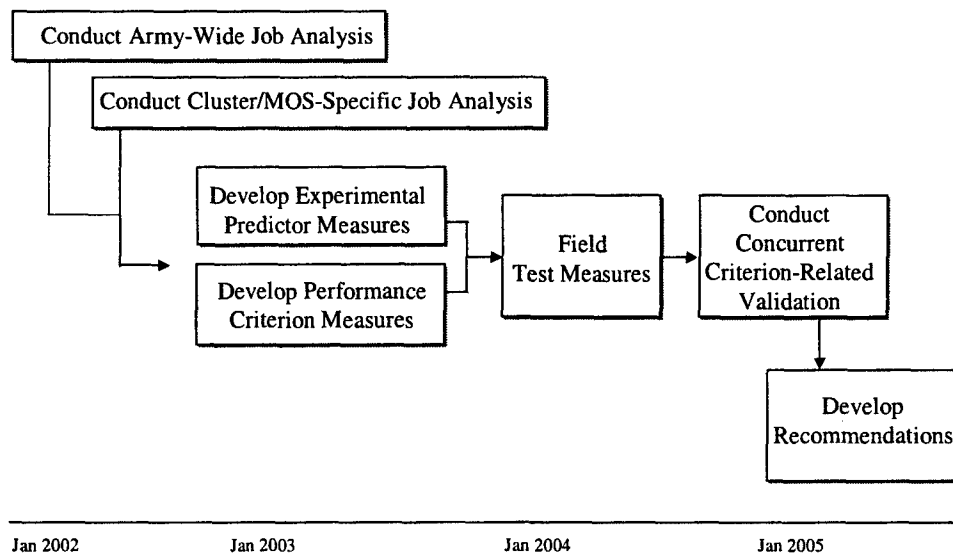 Conduct Army-Wide Job Analysis
Conduct Cluster/MOS-Specific Job Analysis
Develop Experimental
Predictor Measures
Develop Performance
Criterion Measures
Field
Test Measures
Conduct
Concurrent
Criterion-Related
Validation
Develop
Recommendations
Jan 2002
Jan 2003
Jan 2004
Jan 2005